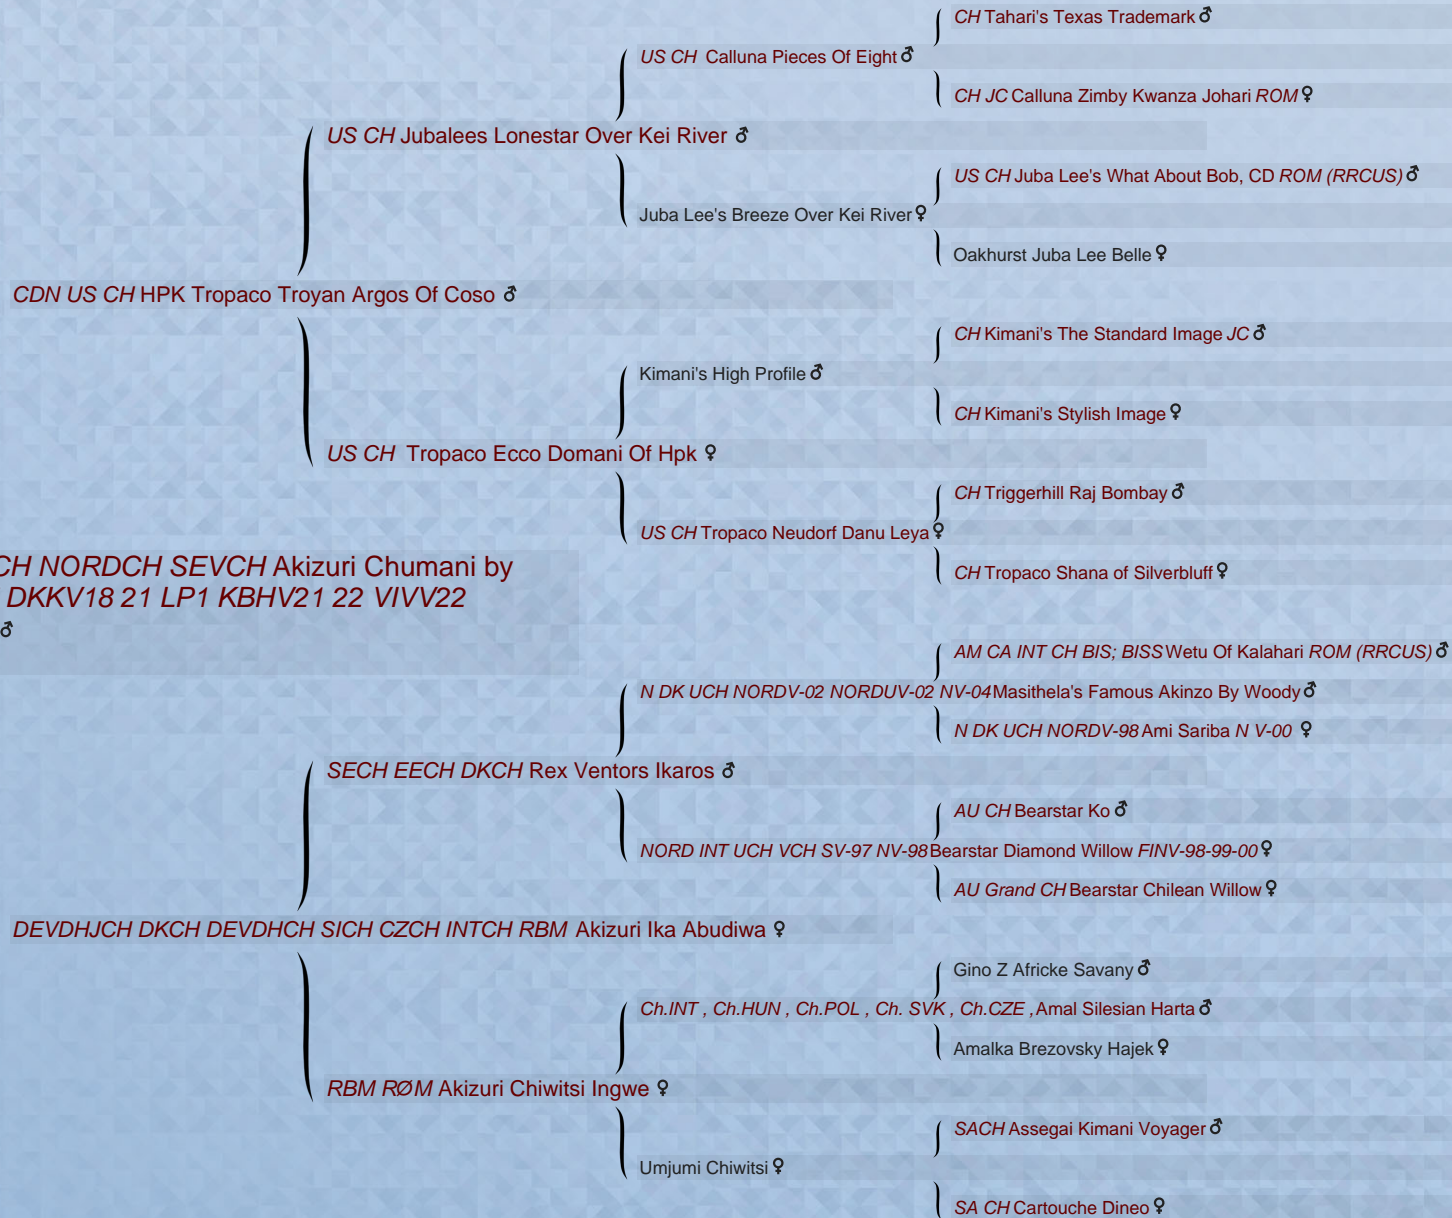 CH Tahari's Texas Trademark ♂
US CH Calluna Pieces Of Eight ♂
CH JC Calluna Zimby Kwanza Johari ROM ♀
US CH Jubalees Lonestar Over Kei River ♂
US CH Juba Lee's What About Bob, CD ROM (RRCUS) ♂
Juba Lee's Breeze Over Kei River ♀
Oakhurst Juba Lee Belle ♀
CDN US CH HPK Tropaco Troyan Argos Of Coso ♂
CH Kimani's The Standard Image JC ♂
Kimani's High Profile ♂
CH Kimani's Stylish Image ♀
US CH Tropaco Ecco Domani Of Hpk ♀
CH Triggerhill Raj Bombay ♂
US CH Tropaco Neudorf Danu Leya ♀
CH Tropaco Shana of Silverbluff ♀
CH NORDCH SEVCH Akizuri Chumani by
DKKV18 21 LP1 KBHV21 22 VIVV22
♂
AM CA INT CH BIS; BISS Wetu Of Kalahari ROM (RRCUS) ♂
N DK UCH NORDV-02 NORDUV-02 NV-04 Masithela's Famous Akinzo By Woody ♂
N DK UCH NORDV-98 Ami Sariba N V-00 ♀
SECH EECH DKCH Rex Ventors Ikaros ♂
AU CH Bearstar Ko ♂
NORD INT UCH VCH SV-97 NV-98 Bearstar Diamond Willow FINV-98-99-00 ♀
AU Grand CH Bearstar Chilean Willow ♀
DEVDHJCH DKCH DEVDHCH SICH CZCH INTCH RBM Akizuri Ika Abudiwa ♀
Gino Z Africke Savany ♂
Ch.INT , Ch.HUN , Ch.POL , Ch. SVK , Ch.CZE , Amal Silesian Harta ♂
Amalka Brezovsky Hajek ♀
RBM RØM Akizuri Chiwitsi Ingwe ♀
SACH Assegai Kimani Voyager ♂
Umjumi Chiwitsi ♀
SA CH Cartouche Dineo ♀